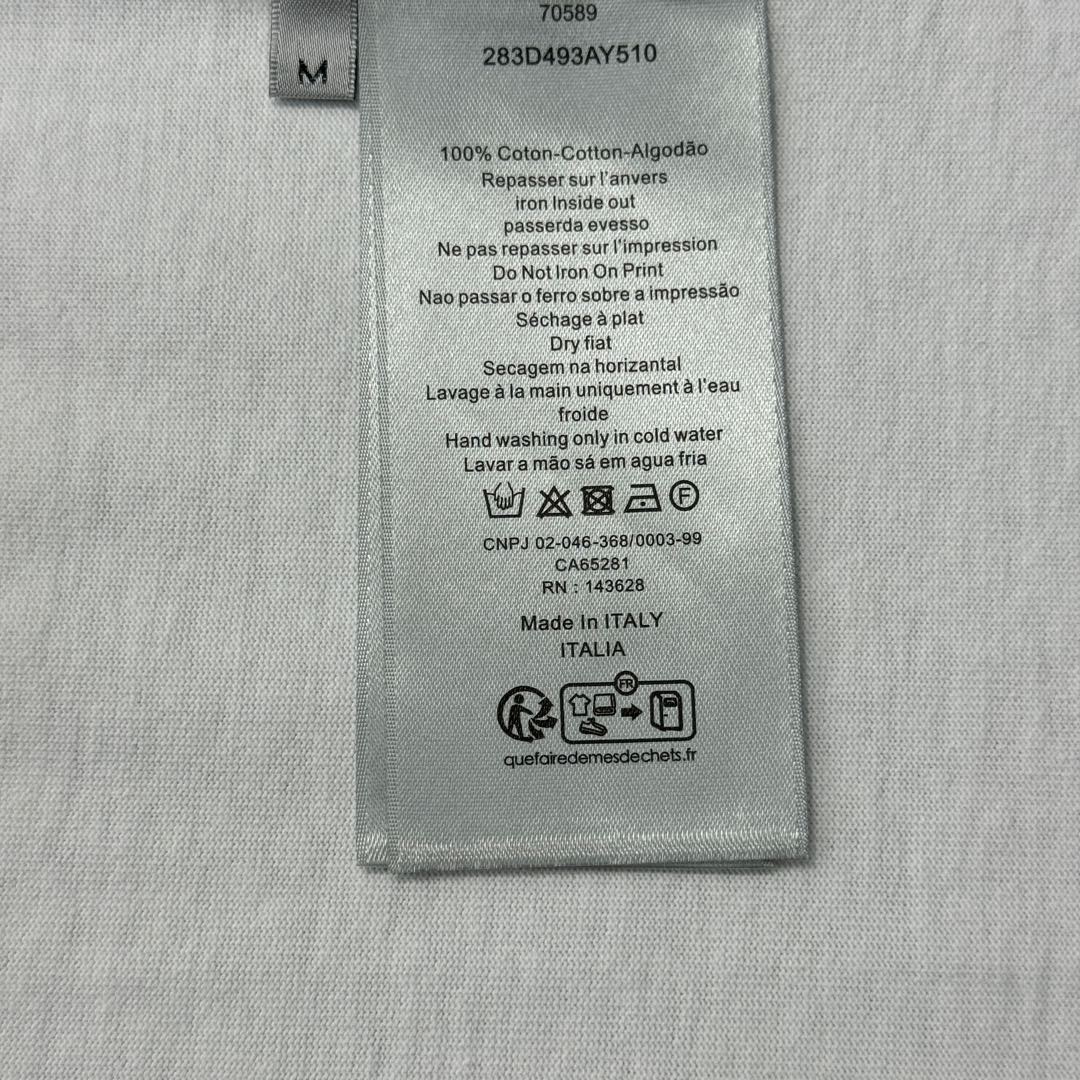 M
70589
283D493AY510
100% Coton-Cotton-Algodão
Repasser sur l'anvers
iron Inside out
passerda evesso
Ne pas repasser sur l'impression
Do Not Iron On Print
Nao passar o ferro sobre a impressão
Séchage à plat
Dry fiat
Secagem na horizantal
Lavage à la main uniquement à l'eau
froide
Hand washing only in cold water
Lavar a mão sá em agua fria
F
CNPJ 02-046-368/0003-99
CA65281
RN : 143628
Made In ITALY
ITALIA
FR
quefairedemesdechets.fr